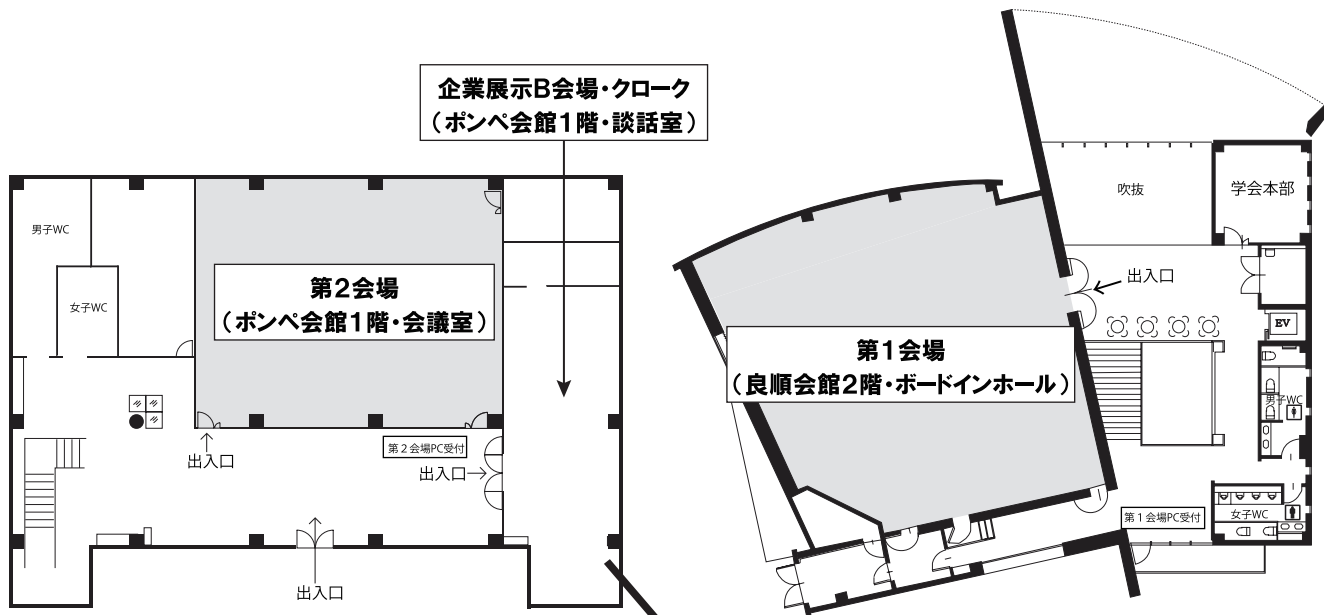 企業展示B会場・クローク
（ポンペ会館1階・談話室）
男子WC
女子WC
第2会場
（ポンペ会館1階・会議室）
出入口
第2会場PC受付
出入口
出入口
吹抜
学会本部
出入口
EV
第1会場
（良順会館2階・ボードインホール）
男子WC
第1会場PC受付
女子WC